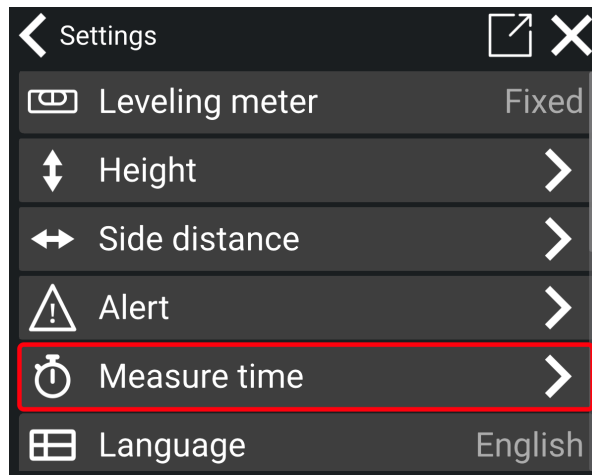 Settings
Leveling meter Fixed
Height
Side distance
Alert
Measure time
Language English